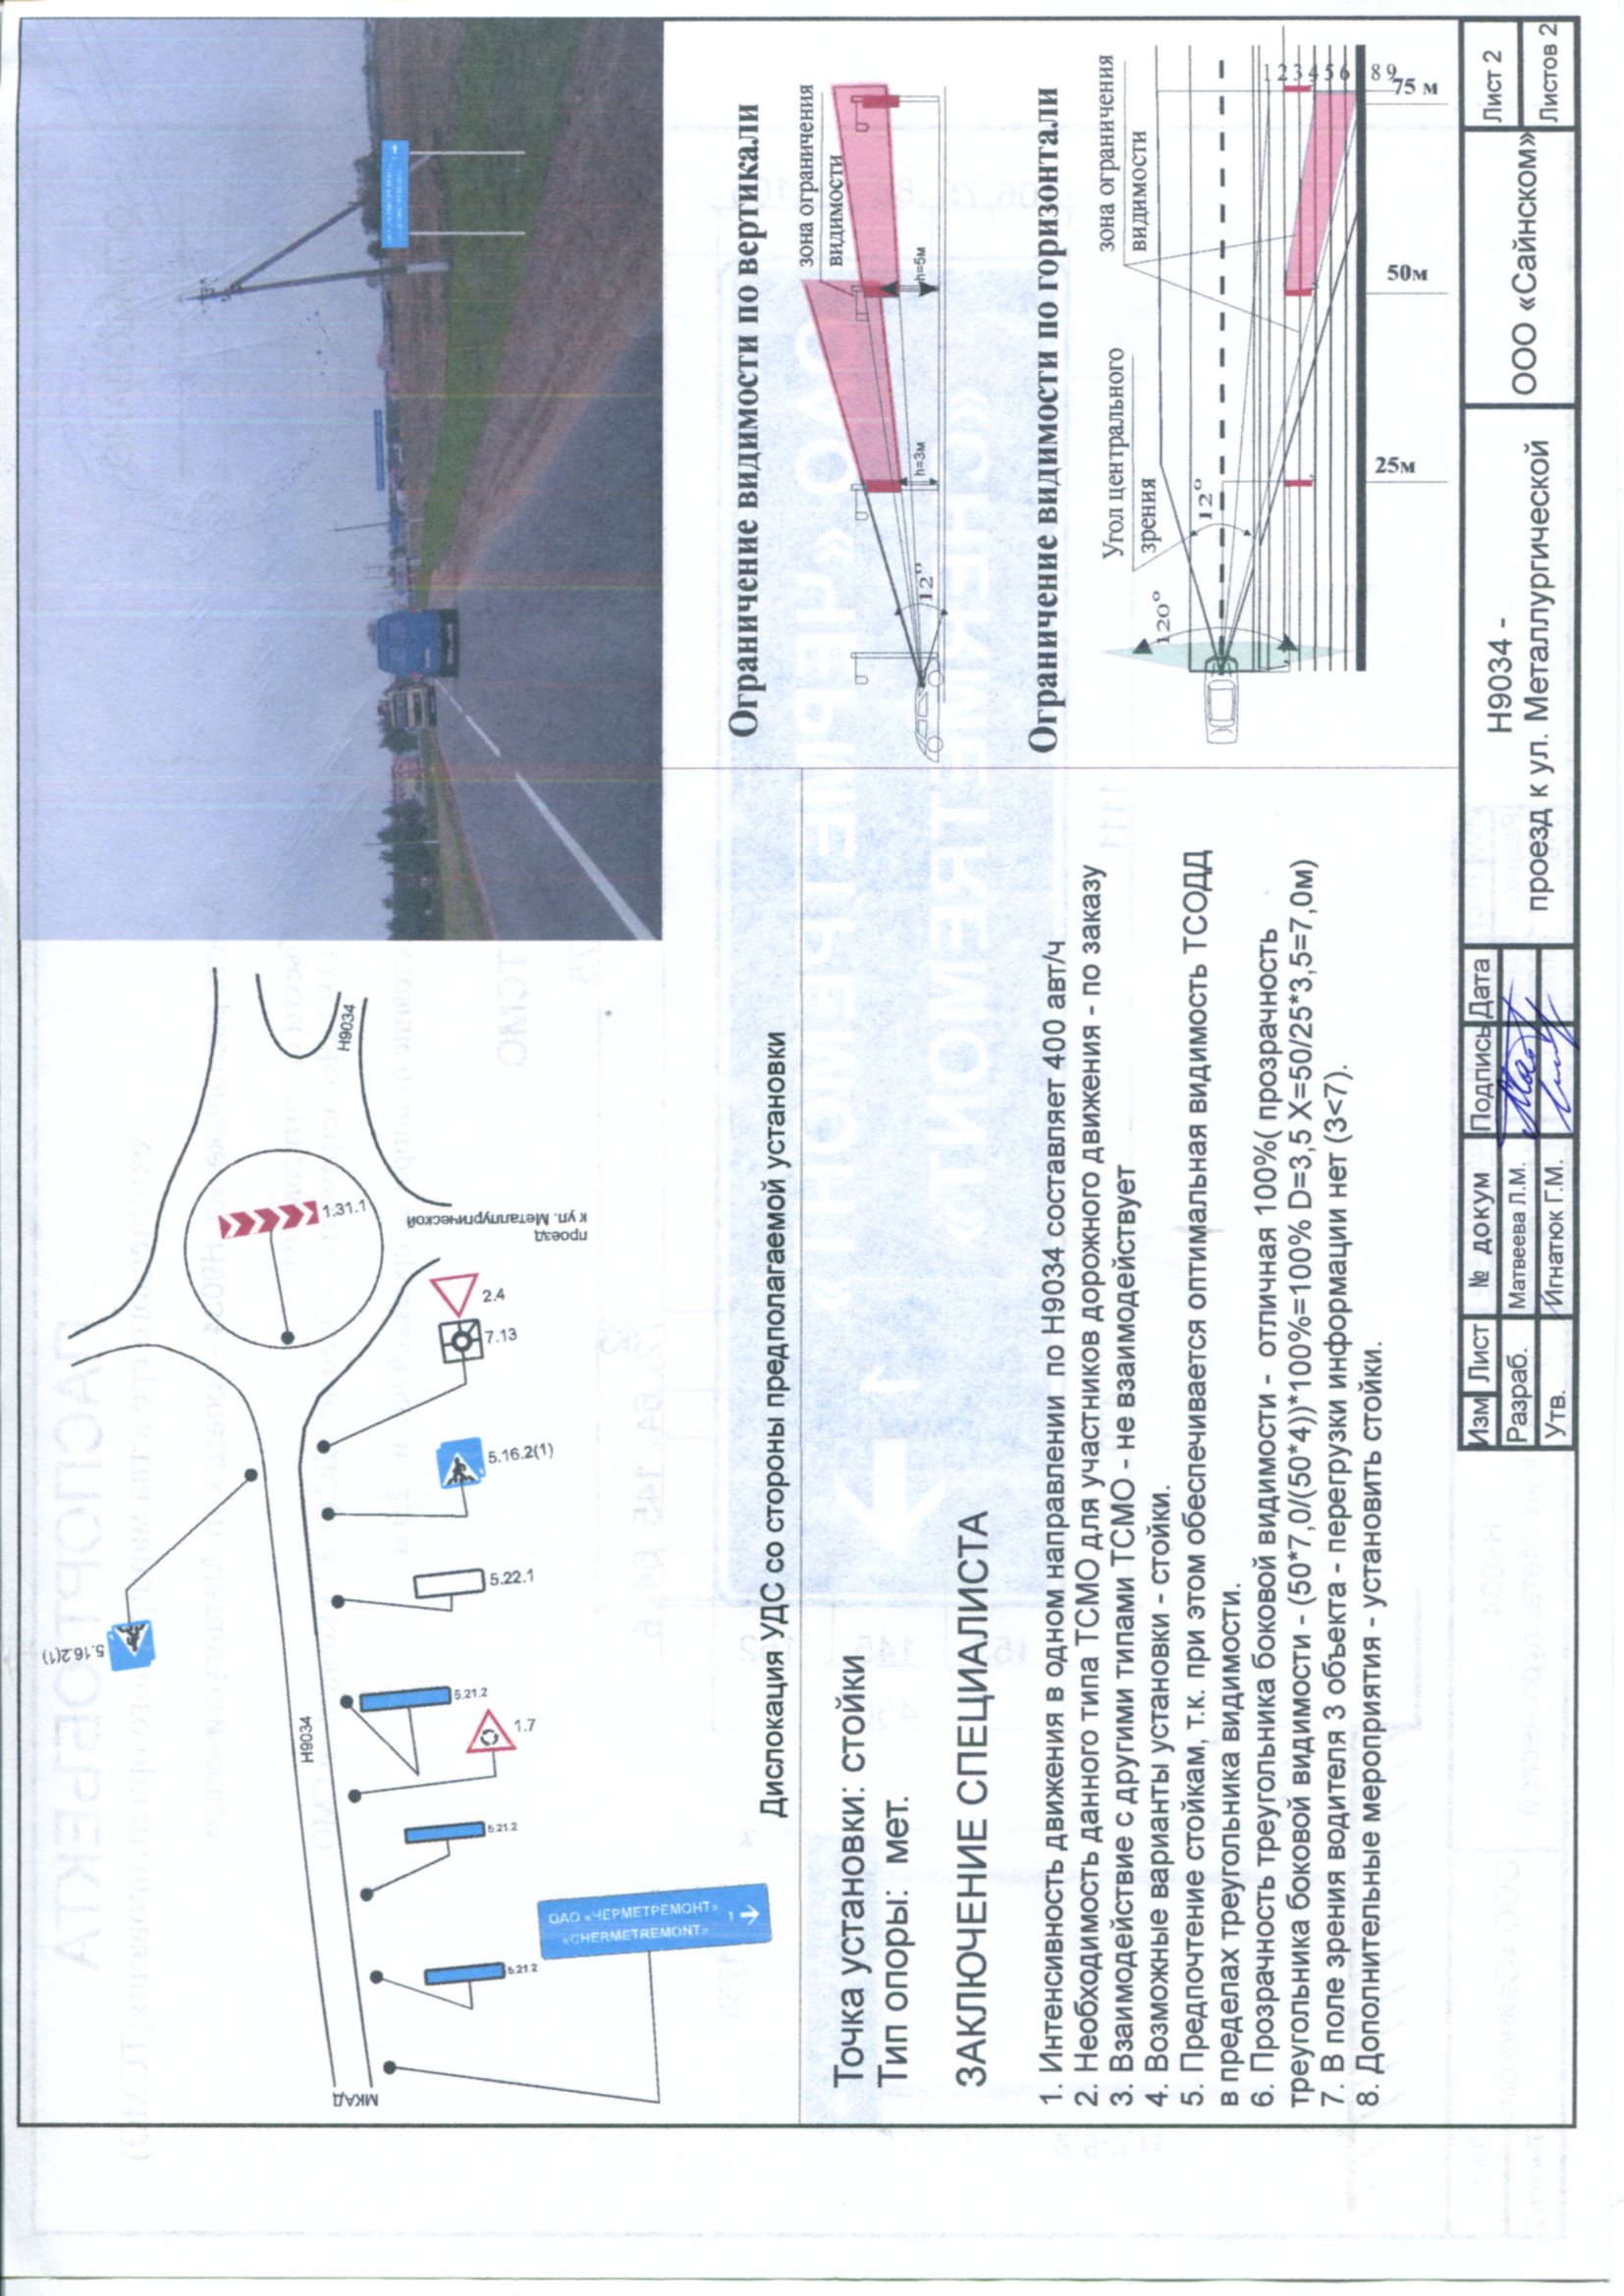 5.16.2(1)
Н9034
МКАД
5.21.2
5.21.2
1.7
5.21.2
5.22.1
5.16.2(1)
7.13
2.4
1.31.1
Н9034
проезд
к ул. Металлургической
ОАО «ЧЕРМЕТРЕМОНТ»
«CHERMETREMONT»
1
Дислокация УДС со стороны предполагаемой установки
Точка установки: стойки
Тип опоры: мет.
ЗАКЛЮЧЕНИЕ СПЕЦИАЛИСТА
1. Интенсивность движения в одном направлении по Н9034 составляет 400 авт/ч
2. Необходимость данного типа ТСМО для участников дорожного движения - по заказу
3. Взаимодействие с другими типами ТСМО - не взаимодействует
4. Возможные варианты установки - стойки.
5. Предпочтение стойкам, т.к. при этом обеспечивается оптимальная видимость ТСОДД
в пределах треугольника видимости.
6. Прозрачность треугольника боковой видимости - отличная 100%( прозрачность
треугольника боковой видимости - (50*7,0/(50*4))*100%=100% D=3,5 X=50/25*3,5=7,0м)
7. В поле зрения водителя 3 объекта - перегрузки информации нет (3<7).
8. Дополнительные мероприятия - установить стойки.
Ограничение видимости по вертикали
зона ограничения
видимости
h=3м
h=5м
12°
Ограничение видимости по горизонтали
Угол центрального
зрения
зона ограничения
видимости
120°
12°
1 2 3 4 5 6 8 9
25м
50м
75 м
Изм Лист № докум Подпись Дата
Разраб. Матвеева Л.М.
Утв. Игнатюк Г.М.
Н9034 -
проезд к ул. Металлургической
ООО «Сайнском»
Лист 2
Листов 2